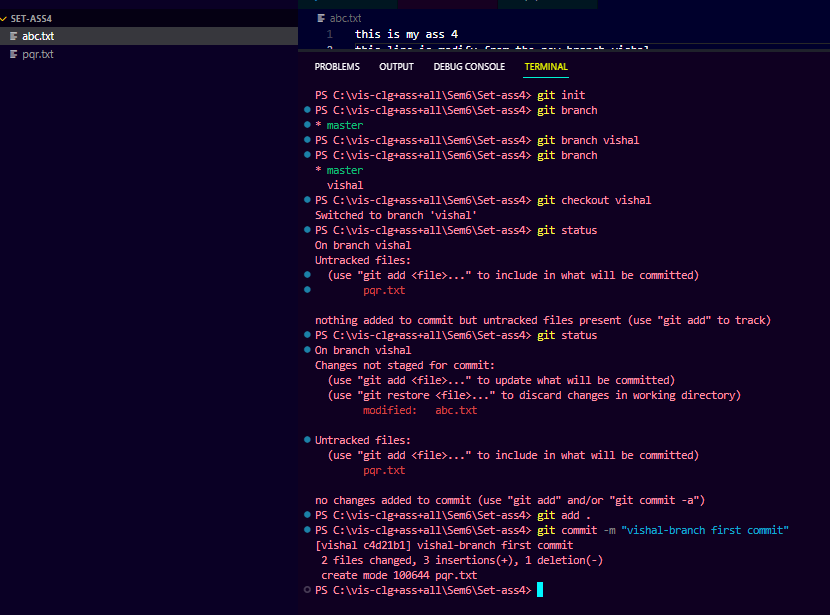 SET-ASS4
abc.txt
pqr.txt
abc.txt
1 this is my ass 4
2 this line is modify from the new branch vishal
PROBLEMS OUTPUT DEBUG CONSOLE TERMINAL
PS C:\vis-clg+ass+all\Sem6\Set-ass4> git init
PS C:\vis-clg+ass+all\Sem6\Set-ass4> git branch
* master
PS C:\vis-clg+ass+all\Sem6\Set-ass4> git branch vishal
PS C:\vis-clg+ass+all\Sem6\Set-ass4> git branch
* master
vishal
PS C:\vis-clg+ass+all\Sem6\Set-ass4> git checkout vishal
Switched to branch 'vishal'
PS C:\vis-clg+ass+all\Sem6\Set-ass4> git status
On branch vishal
Untracked files:
(use "git add <file>..." to include in what will be committed)
pqr.txt
nothing added to commit but untracked files present (use "git add" to track)
PS C:\vis-clg+ass+all\Sem6\Set-ass4> git status
On branch vishal
Changes not staged for commit:
(use "git add <file>..." to update what will be committed)
(use "git restore <file>..." to discard changes in working directory)
modified: abc.txt
Untracked files:
(use "git add <file>..." to include in what will be committed)
pqr.txt
no changes added to commit (use "git add" and/or "git commit -a")
PS C:\vis-clg+ass+all\Sem6\Set-ass4> git add .
PS C:\vis-clg+ass+all\Sem6\Set-ass4> git commit -m "vishal-branch first commit"
[vishal c4d21b1] vishal-branch first commit
2 files changed, 3 insertions(+), 1 deletion(-)
create mode 100644 pqr.txt
PS C:\vis-clg+ass+all\Sem6\Set-ass4>